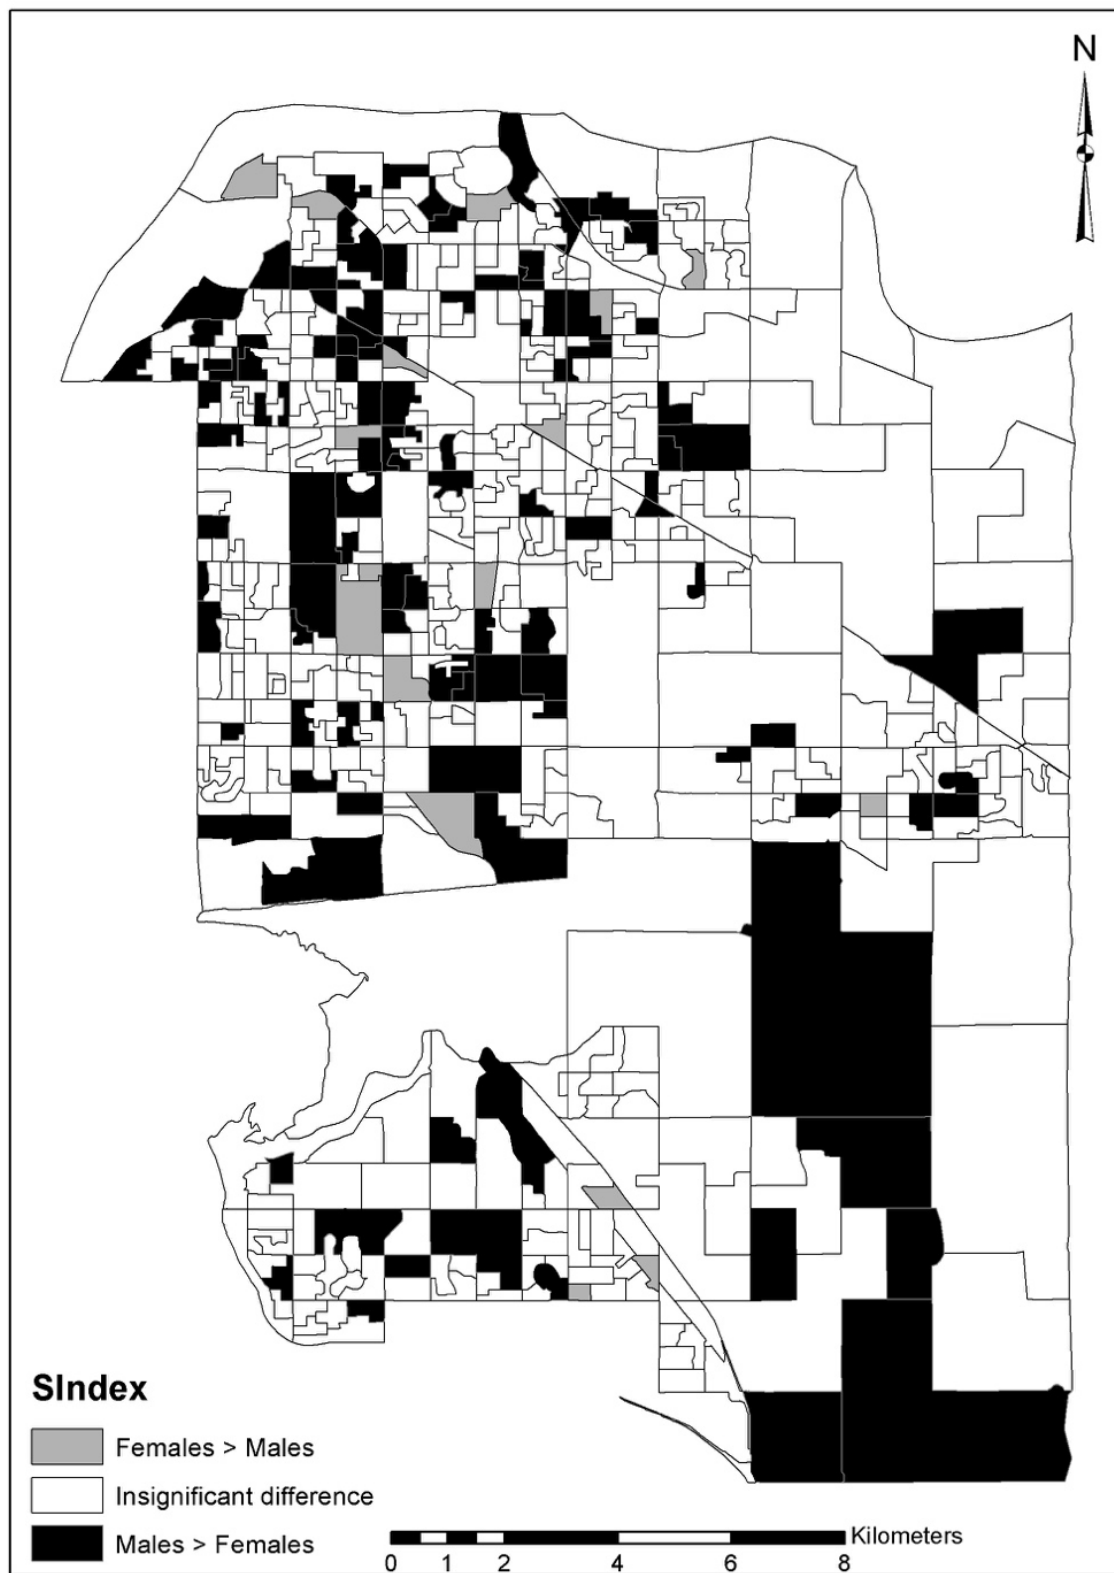 N
SIndex
Females > Males
Insignificant difference
Males > Females
Kilometers
0 1 2 4 6 8